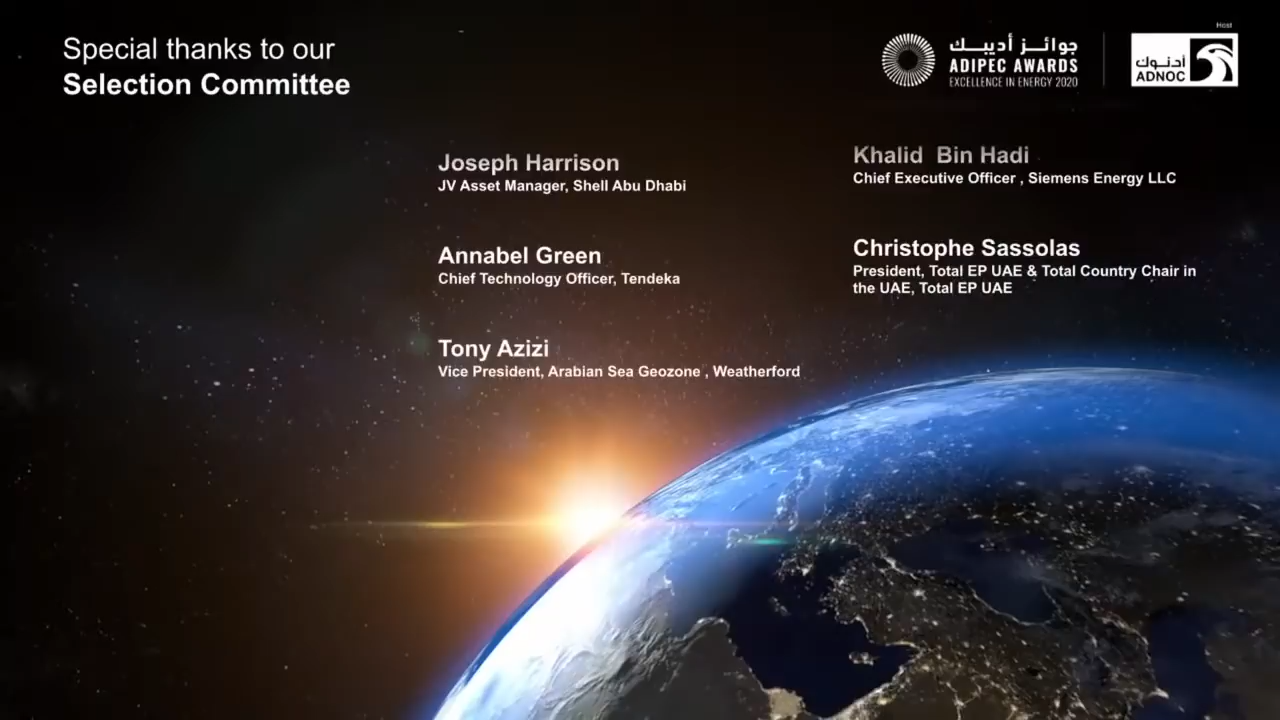 Special thanks to our
Selection Committee
Host
جوائز أديبك
ADIPEC AWARDS
EXCELLENCE IN ENERGY 2020
أدنوك
ADNOC
Joseph Harrison
JV Asset Manager, Shell Abu Dhabi
Annabel Green
Chief Technology Officer, Tendeka
Tony Azizi
Vice President, Arabian Sea Geozone , Weatherford
Khalid  Bin Hadi
Chief Executive Officer , Siemens Energy LLC
Christophe Sassolas
President, Total EP UAE & Total Country Chair in
the UAE, Total EP UAE